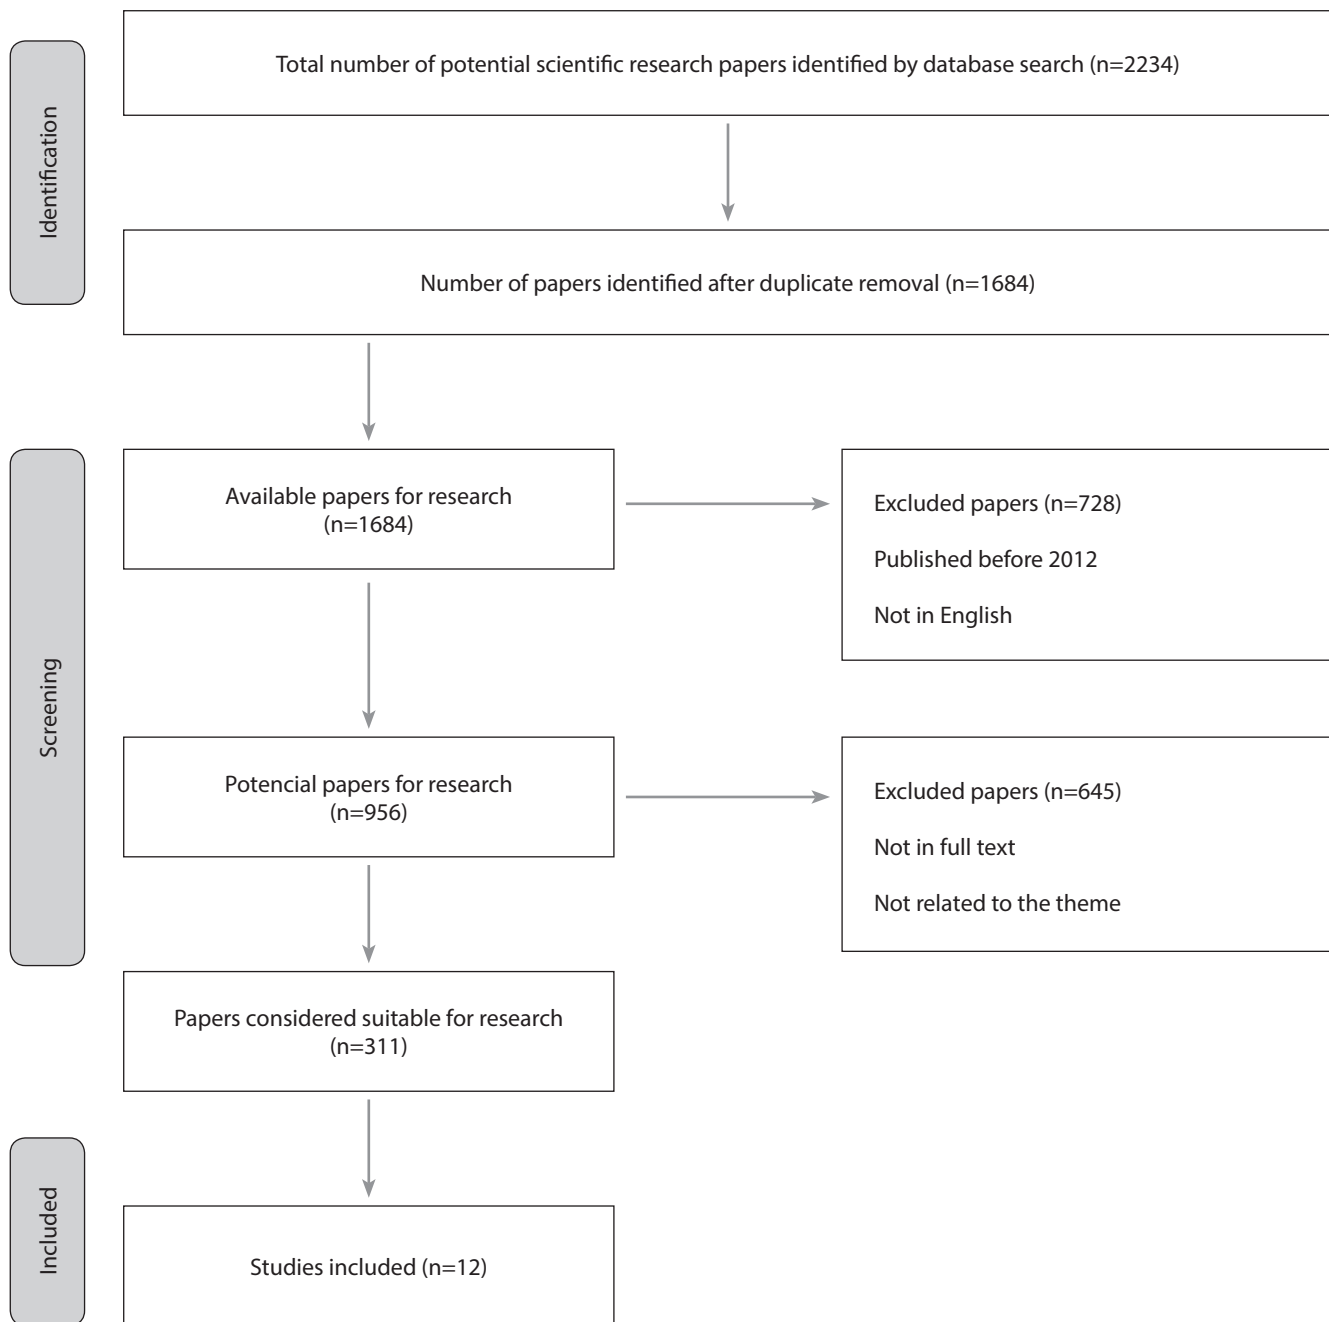 Identification
Total number of potential scientific research papers identified by database search (n=2234)
Number of papers identified after duplicate removal (n=1684)
Screening
Available papers for research
(n=1684)
Excluded papers (n=728)
Published before 2012
Not in English
Potencial papers for research
(n=956)
Excluded papers (n=645)
Not in full text
Not related to the theme
Papers considered suitable for research
(n=311)
Included
Studies included (n=12)